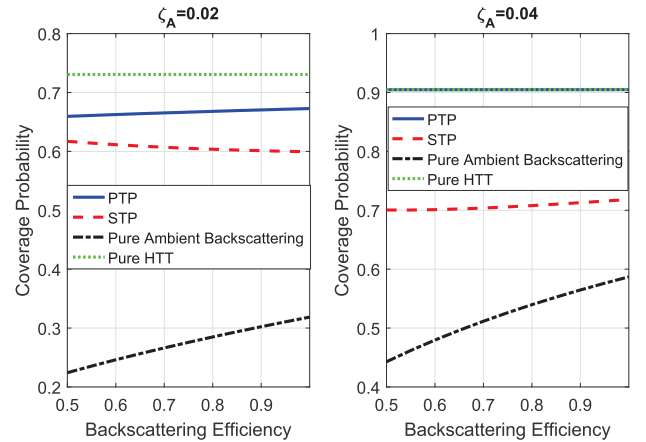 ζA=0.02
Coverage Probability
0.8
0.7
0.6
0.5
0.4
0.3
0.2
PTP
STP
Pure Ambient Backscattering
Pure HTT
0.5 0.6 0.7 0.8 0.9
Backscattering Efficiency
ζA=0.04
Coverage Probability
1
0.9
0.8
0.7
0.6
0.5
0.4
PTP
STP
Pure Ambient Backscattering
Pure HTT
0.5 0.6 0.7 0.8 0.9
Backscattering Efficiency